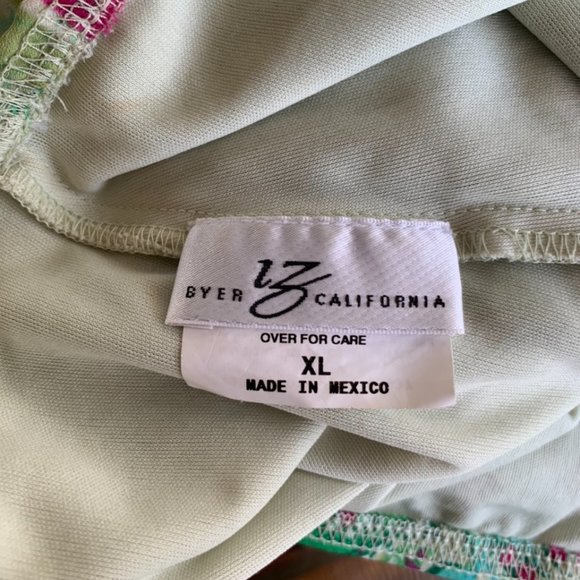 BYER iz CALIFORNIA
OVER FOR CARE
XL
MADE IN MEXICO